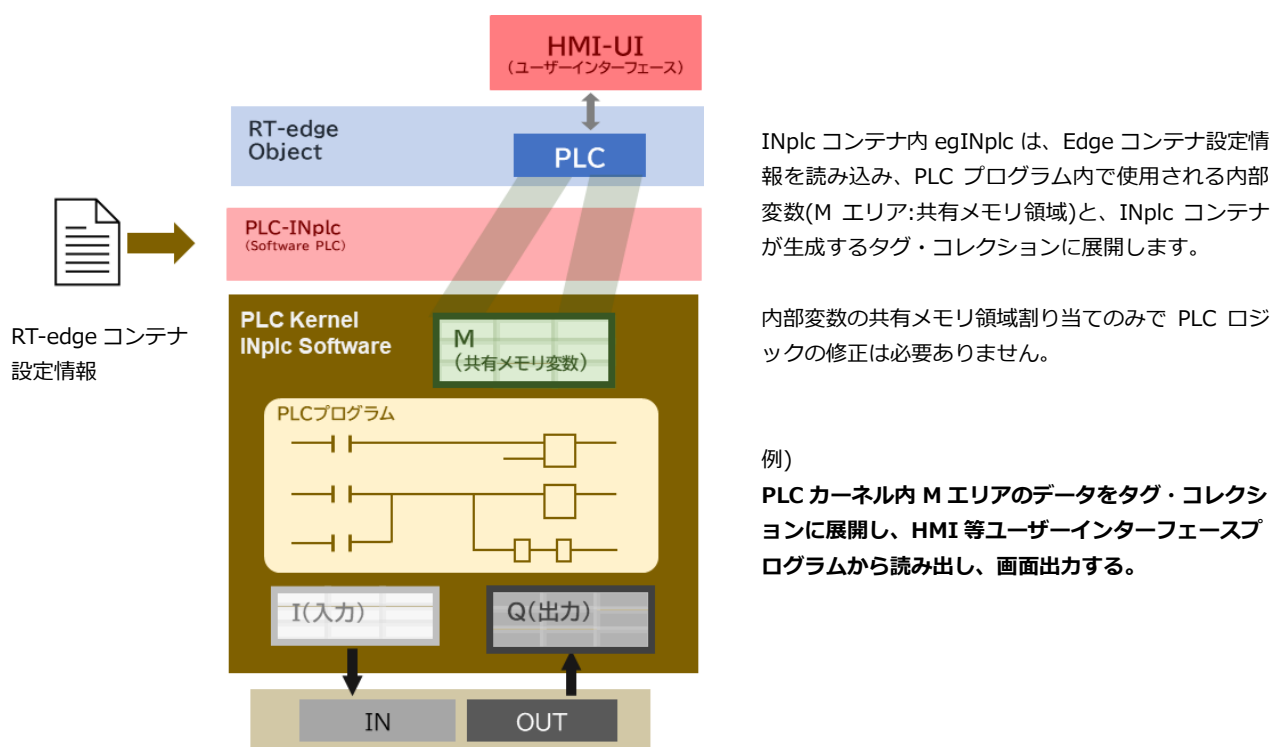 HMI-UI
(ユーザーインターフェース)
RT-edge
Object
PLC
PLC-INplc
(Software PLC)
RT-edge コンテナ
設定情報
PLC Kernel
INplc Software
M
(共有メモリ変数)
PLCプログラム
I(入力)
Q(出力)
IN
OUT
INplc コンテナ内 egINplc は、Edge コンテナ設定情
報を読み込み、PLC プログラム内で使用される内部
変数(M エリア:共有メモリ領域)と、INplc コンテナ
が生成するタグ・コレクションに展開します。
内部変数の共有メモリ領域割り当てのみで PLC ロジ
ックの修正は必要ありません。
例)
PLC カーネル内 M エリアのデータをタグ・コレクシ
ョンに展開し、HMI 等ユーザーインターフェースプ
ログラムから読み出し、画面出力する。